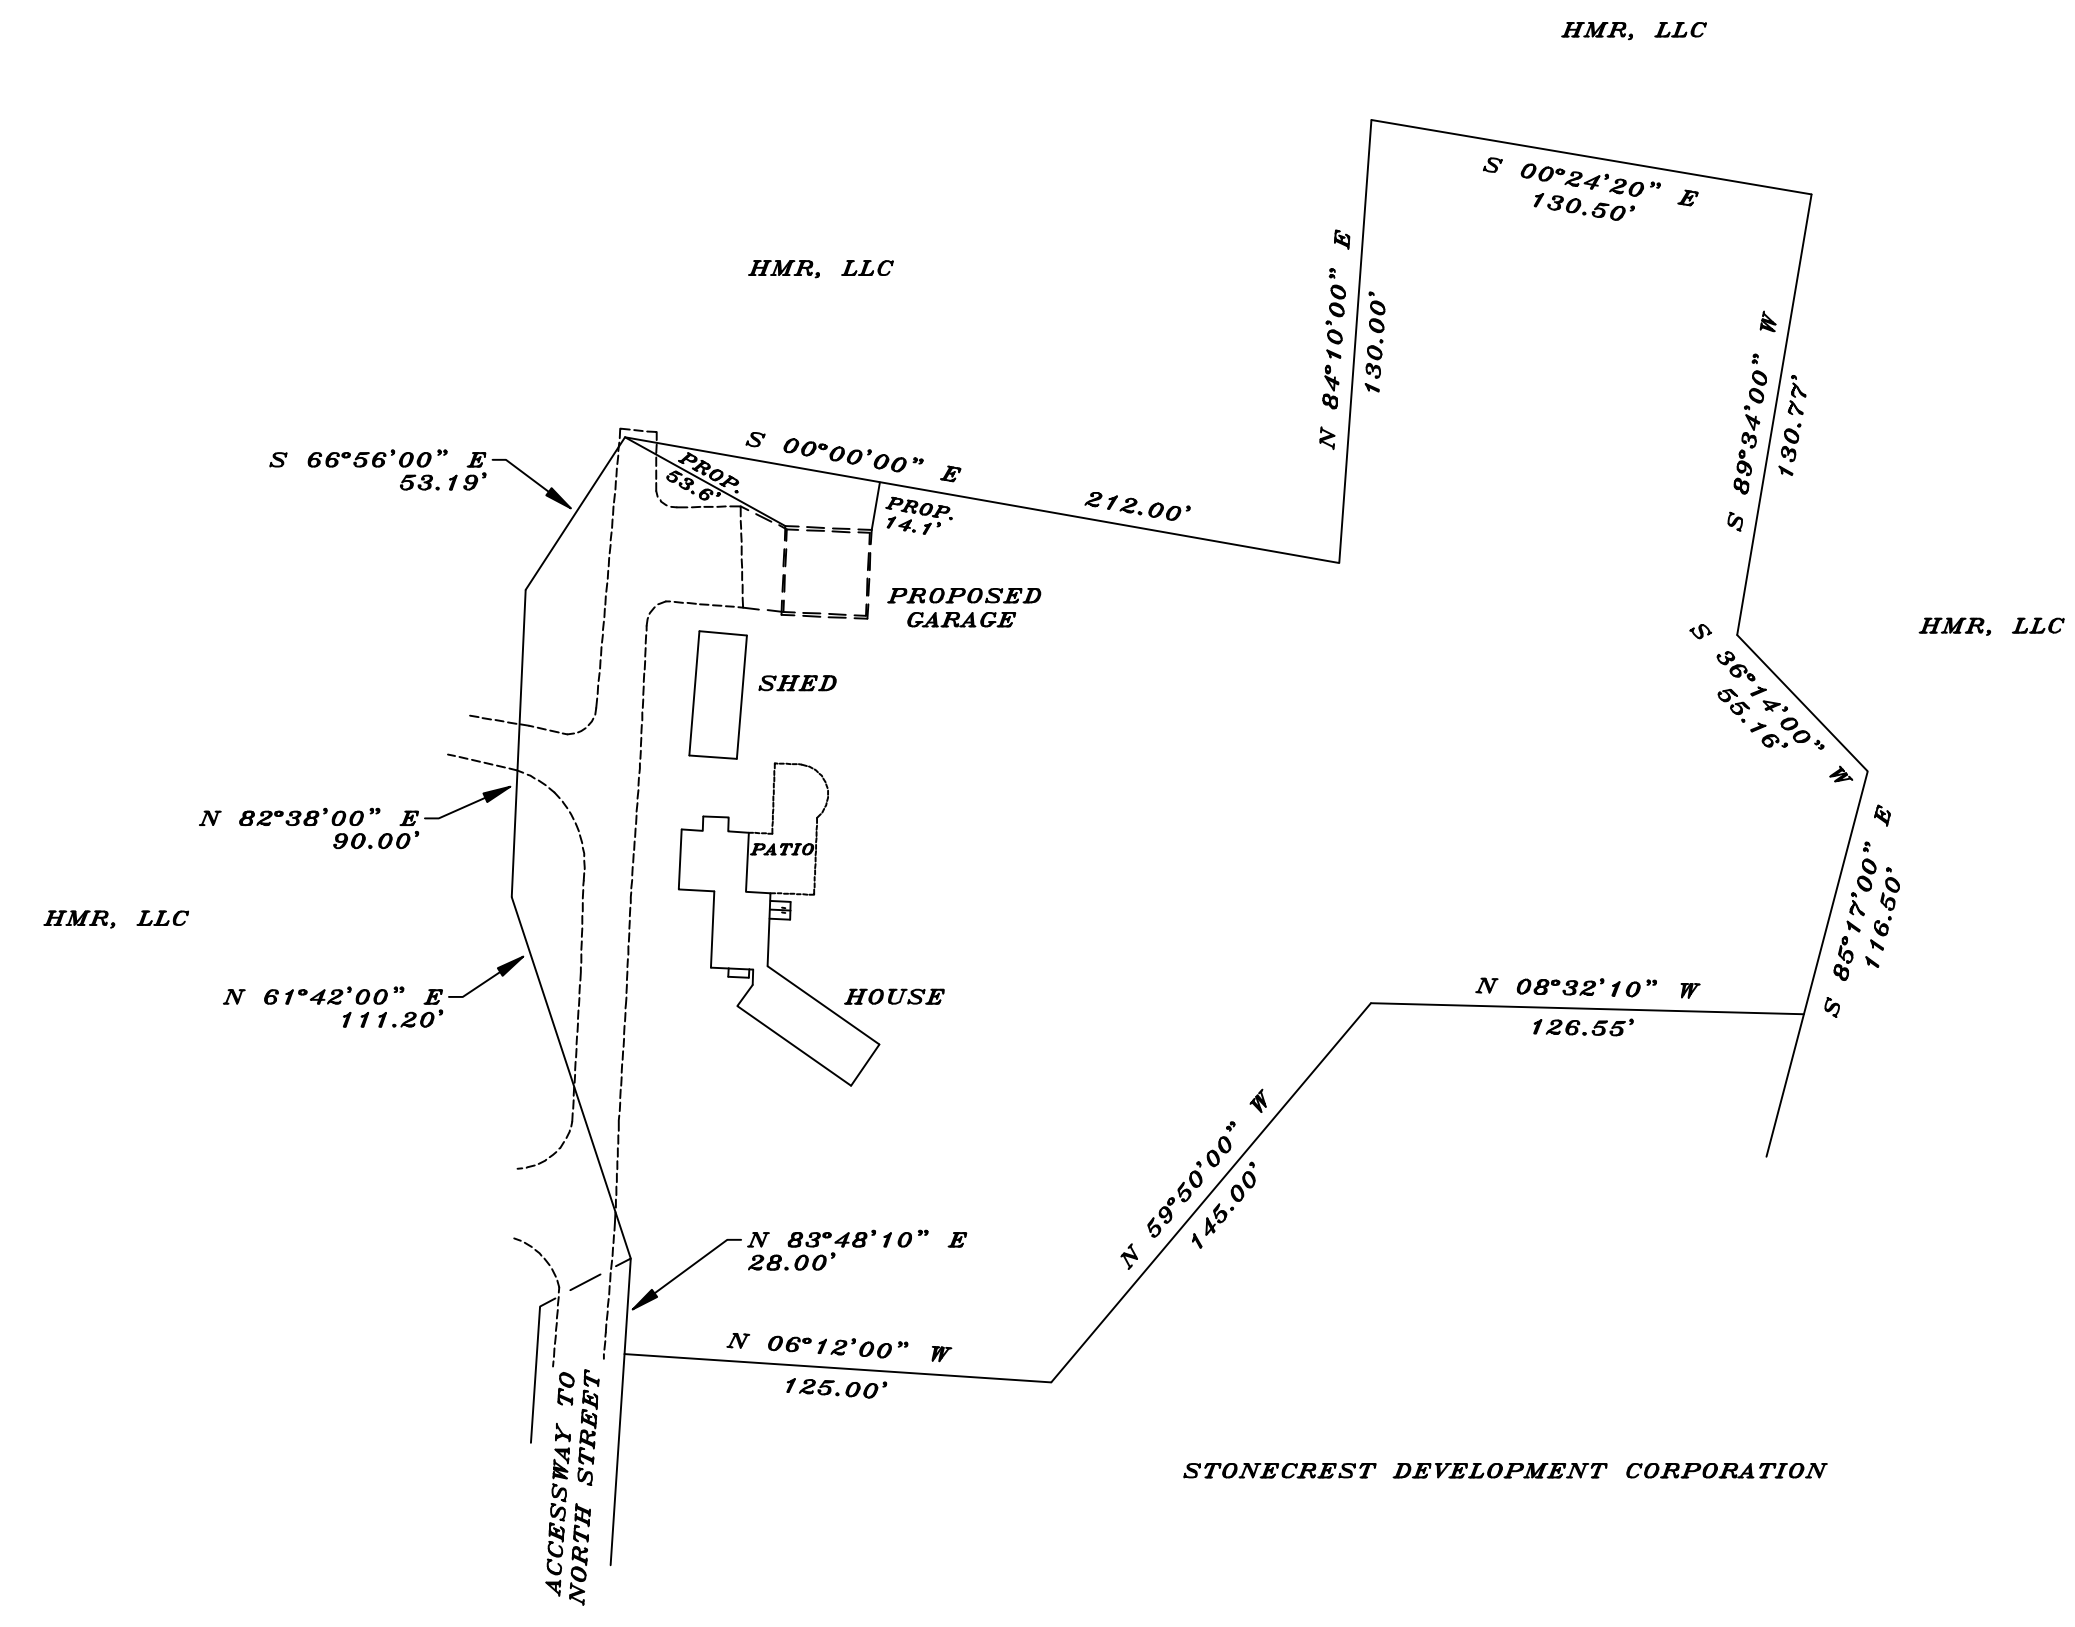 HMR, LLC
S 00°24'20" E
130.50'
N 84°10'00" E
130.00'
HMR, LLC
S 89°34'00" W
130.77'
S 66°56'00" E
53.19'
S 00°00'00" E
212.00'
PROP.
53.6'
PROP.
14.1'
PROPOSED
GARAGE
HMR, LLC
S 36°14'00" W
55.16'
SHED
N 82°38'00" E
90.00'
PATIO
S 85°17'00" E
116.50'
HMR, LLC
N 61°42'00" E
111.20'
HOUSE
N 08°32'10" W
126.55'
N 59°50'00" W
145.00'
N 83°48'10" E
28.00'
N 06°12'00" W
125.00'
ACCESSWAY TO
NORTH STREET
STONECREST DEVELOPMENT CORPORATION